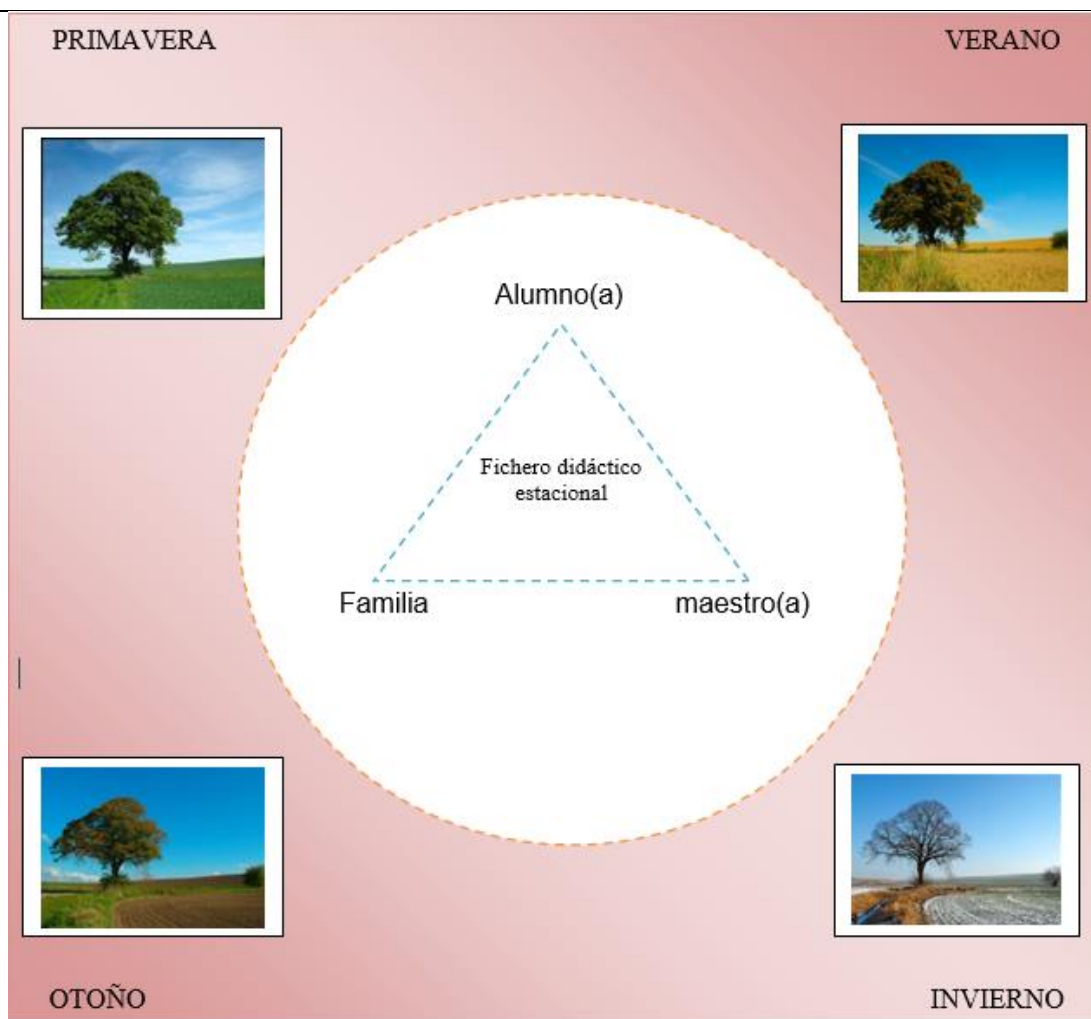 PRIMAVERA
VERANO
Alumno(a)
Fichero didáctico
estacional
Familia
maestro(a)
OTOÑO
INVIERNO